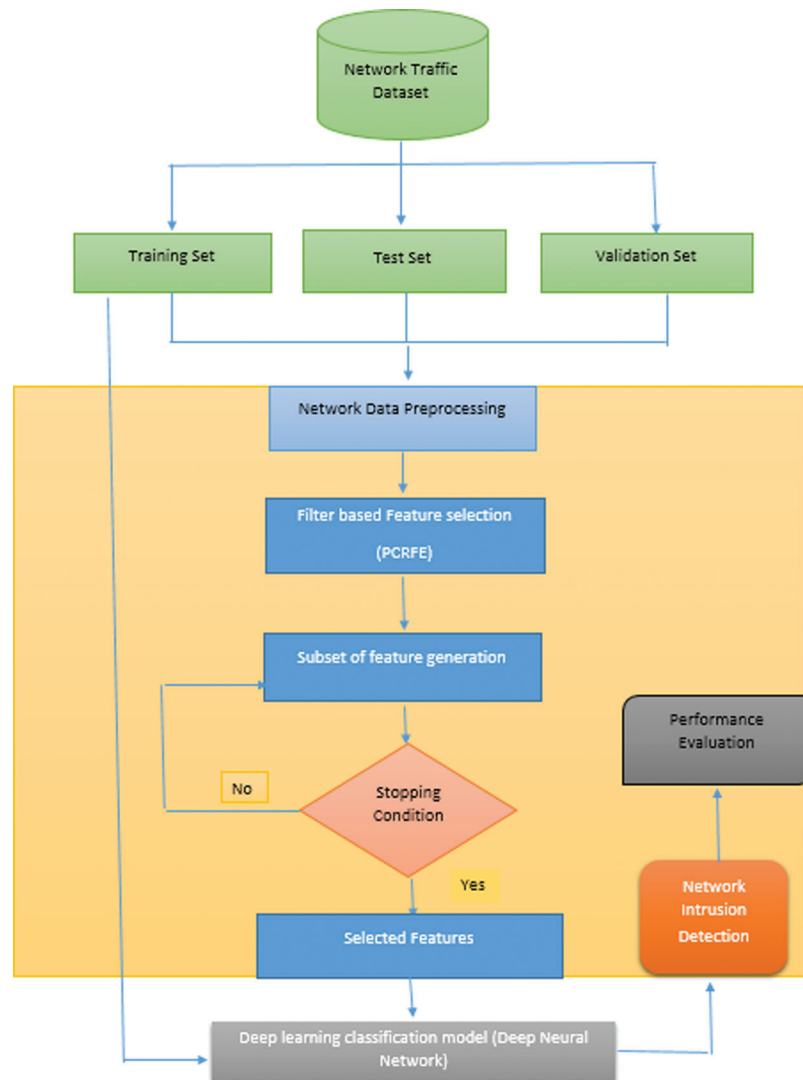 Network Traffic
Dataset
Training Set
Test Set
Validation Set
Network Data Preprocessing
Filter based Feature selection
(PCRFE)
Subset of feature generation
Performance
Evaluation
No
Stopping
Condition
Yes
Network
Intrusion
Detection
Selected Features
Deep learning classification model (Deep Neural
Network)